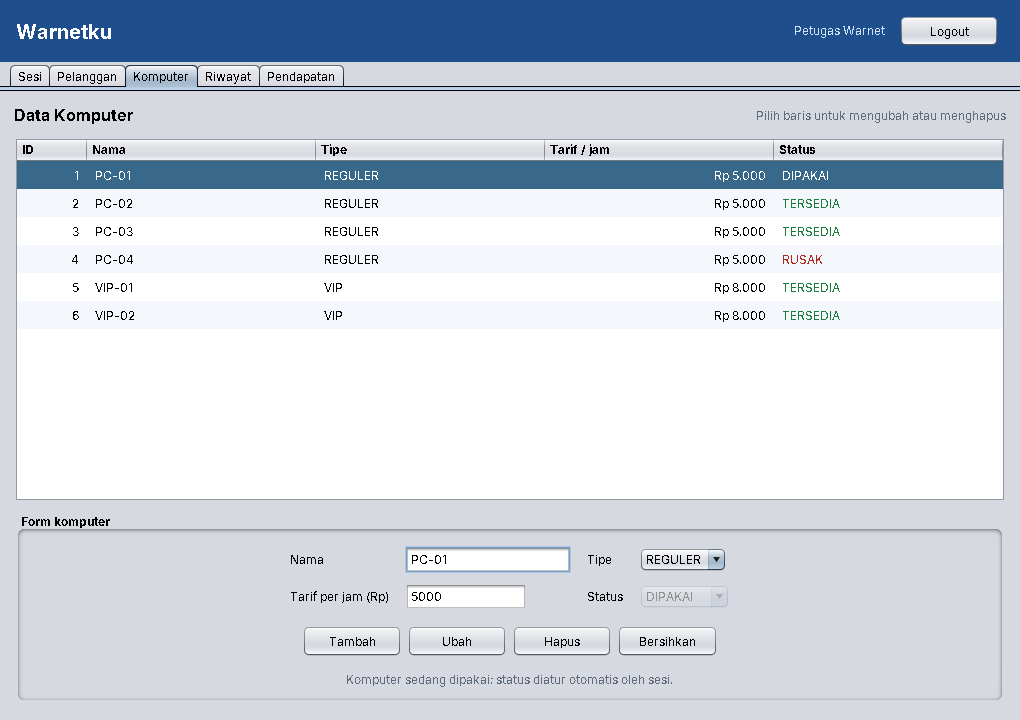 Warnetku
Petugas Warnet
Logout
Sesi Pelanggan Komputer Riwayat Pendapatan
Data Komputer
Pilih baris untuk mengubah atau menghapus
ID Nama Tipe Tarif / jam Status
1 PC-01 REGULER Rp 5.000 DIPAKAI
2 PC-02 REGULER Rp 5.000 TERSEDIA
3 PC-03 REGULER Rp 5.000 TERSEDIA
4 PC-04 REGULER Rp 5.000 RUSAK
5 VIP-01 VIP Rp 8.000 TERSEDIA
6 VIP-02 VIP Rp 8.000 TERSEDIA
Form komputer
Nama PC-01 Tipe REGULER
Tarif per jam (Rp) 5000 Status DIPAKAI
Tambah Ubah Hapus Bersihkan
Komputer sedang dipakai; status diatur otomatis oleh sesi.